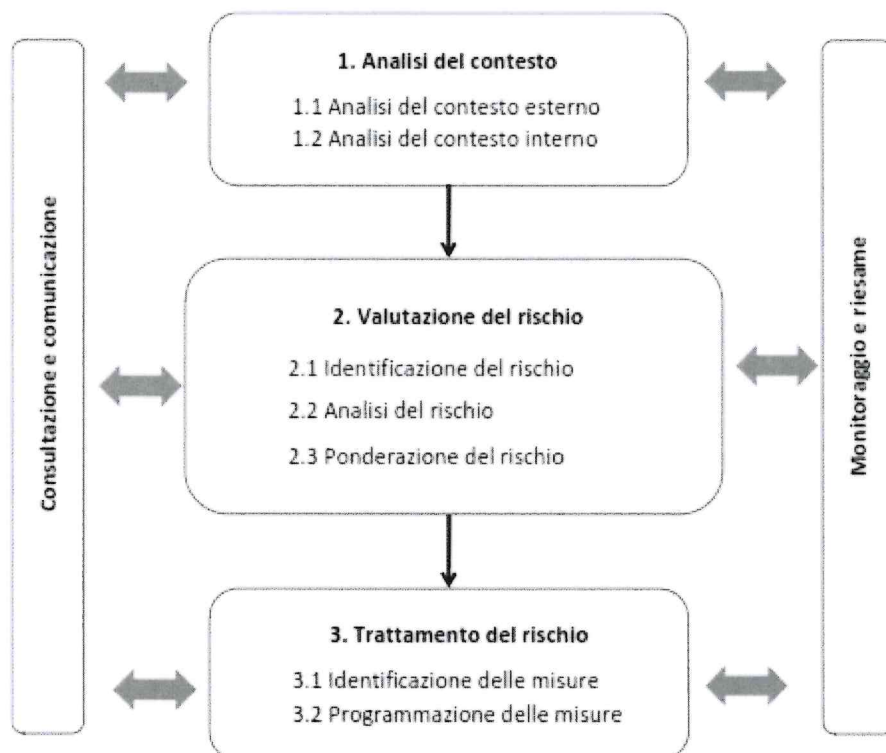 Consultazione e comunicazione
1. Analisi del contesto
1.1 Analisi del contesto esterno
1.2 Analisi del contesto interno
2. Valutazione del rischio
2.1 Identificazione del rischio
2.2 Analisi del rischio
2.3 Ponderazione del rischio
3. Trattamento del rischio
3.1 Identificazione delle misure
3.2 Programmazione delle misure
Monitoraggio e riesame